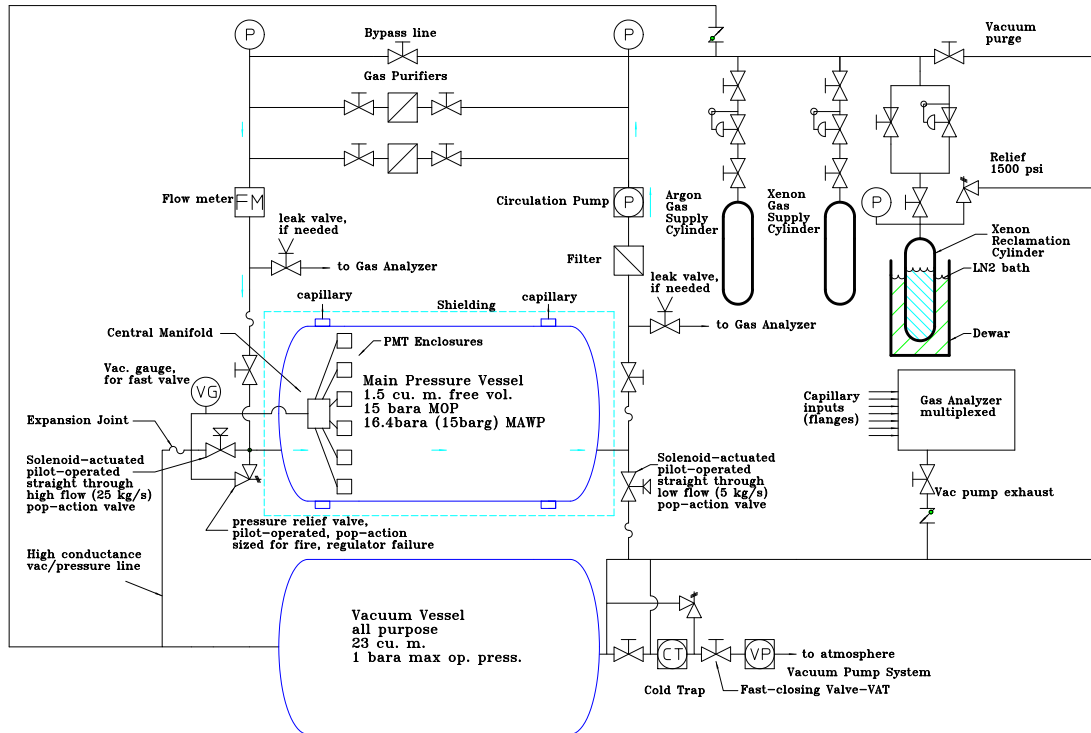 P
Bypass line
P
Vacuum
purge
Gas Purifiers
Relief
1500 psi
Flow meter
FM
Circulation Pump
P
Argon
Gas
Supply
Cylinder
Xenon
Gas
Supply
Cylinder
P
Xenon
Reclamation
Cylinder
leak valve,
if needed
to Gas Analyzer
Filter
LN2 bath
leak valve,
if needed
to Gas Analyzer
Dewar
capillary
Shielding
capillary
Central Manifold
PMT Enclosures
Vac. gauge,
for fast valve
VG
Main Pressure Vessel
1.5 cu. m. free vol.
15 bara MOP
16.4bara (15barg) MAWP
Capillary
inputs
(flanges)
Gas Analyzer
multiplexed
Expansion Joint
Solenoid-actuated
pilot-operated
straight through
high flow (25 kg/s)
pop-action valve
Solenoid-actuated
pilot-operated
straight through
low flow (5 kg/s)
pop-action valve
Vac pump exhaust
pressure relief valve,
pilot-operated, pop-action
sized for fire, regulator failure
High conductance
vac/pressure line
Vacuum Vessel
all purpose
23 cu. m.
1 bara max op. press.
CT
VP
to atmosphere
Vacuum Pump System
Cold Trap
Fast-closing Valve-VAT